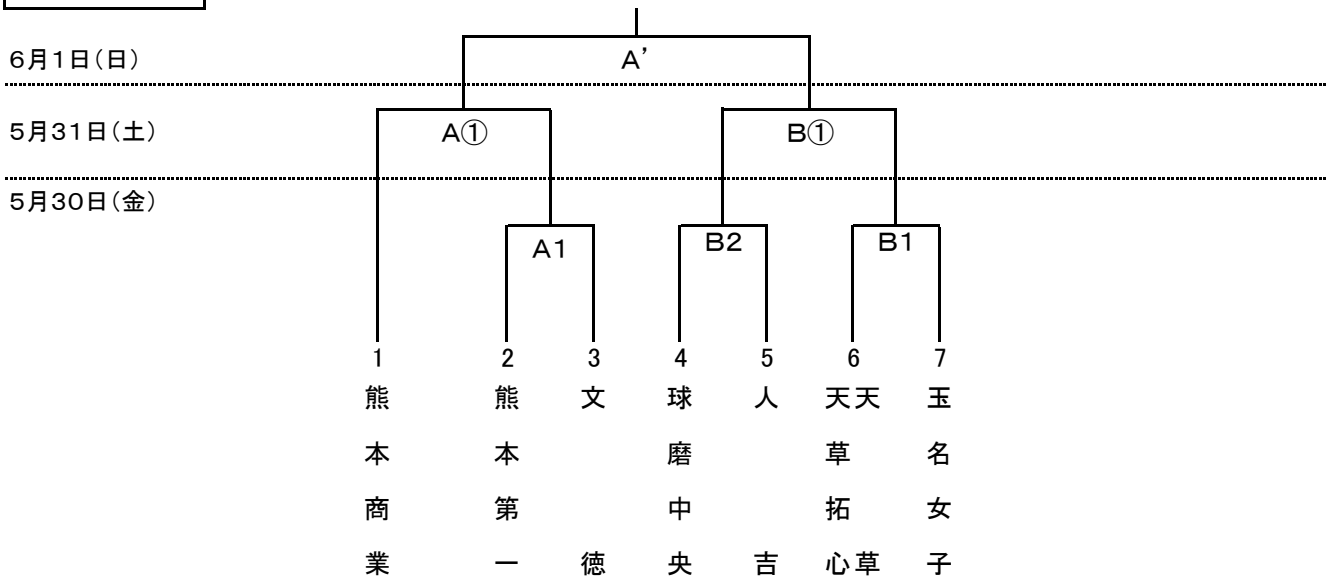 6月1日(日)
A’
5月31日(土)
A①
B①
5月30日(金)
A1
B2
B1
1
2
3
4
5
6
7
熊本商業
熊本第一
文徳
球磨中央
人吉
天草拓心
天草
玉名女子